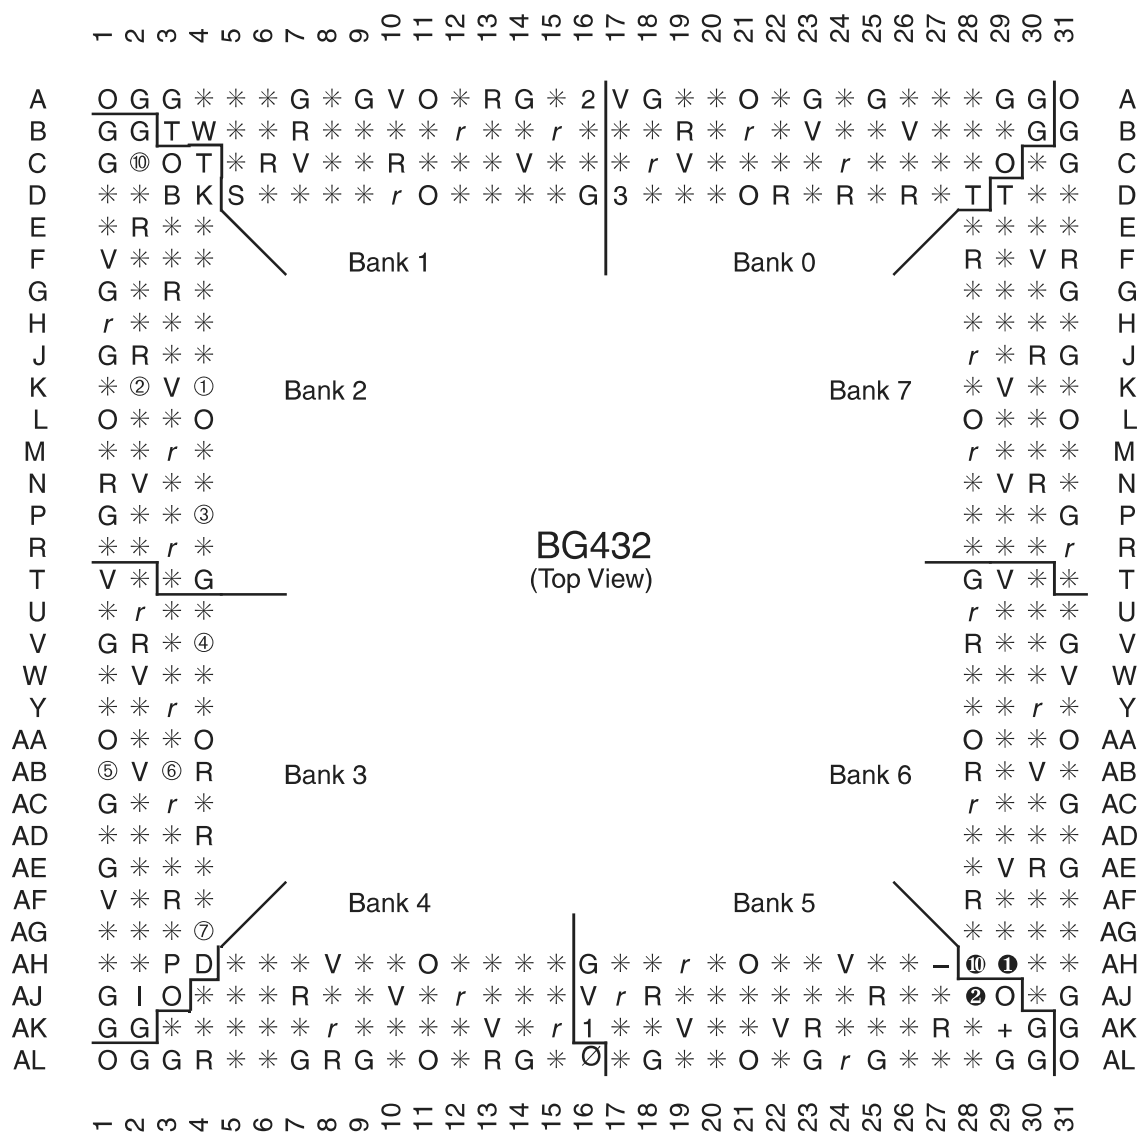 1 2 3 4 5 6 7 8 9 10 11 12 13 14 15 16 17 18 19 20 21 22 23 24 25 26 27 28 29 30 31
A O G G * * * G * G V O * R G * 2 V G * * O * G * G * * * G G O A
B G G T W * * R * * * * r * * r * * * R * r * V * * V * * * G G B
C G ⑩ O T * R V * * R * * * V * * * r V * * * * r * * * * O * G C
D * * B K S * * * * r O * * * * G 3 * * * O R * R * R * T T * * D
E * R * * * * * * E
F V * * * Bank 1 Bank 0 R * V R F
G G * R * * * * G G
H r * * * * * * * H
J G R * * r * R G J
K * ② V ① Bank 2 Bank 7 * V * * K
L O * * O O * * O L
M * * r * r * * * M
N R V * * * V R * N
P G * * ③ * * * G P
R * * r * BG432 * * * r R
T V * * G (Top View) G V * * T
U * r * * r * * * U
V G R * ④ R * * G V
W * V * * * * * V W
Y * * r * * * r * Y
AA O * * O O * * O AA
AB ⑤ V ⑥ R Bank 3 Bank 6 R * V * AB
AC G * r * r * * G AC
AD * * * R * * * * AD
AE G * * * * V R G AE
AF V * R * Bank 4 Bank 5 R * * * AF
AG * * * ⑦ * * * * AG
AH * * P D * * * V * * O * * * * G * * r * O * * V * * – ❿ ❶ * * AH
AJ G I O * * * R * * V * r * * * V r R * * * * * * R * * ❷ O * G AJ
AK G G * * * * * r * * * * V * r 1 * * V * * V R * * * R * + G G AK
AL O G G R * * G R G * O * R G * Ø * G * * O * G r G * * * G G O AL
1 2 3 4 5 6 7 8 9 10 11 12 13 14 15 16 17 18 19 20 21 22 23 24 25 26 27 28 29 30 31